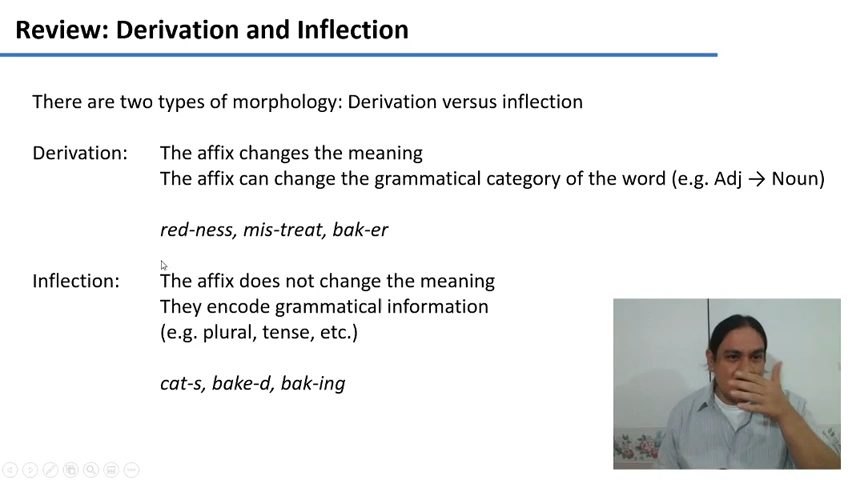 Review: Derivation and Inflection
There are two types of morphology: Derivation versus inflection
Derivation: The affix changes the meaning
The affix can change the grammatical category of the word (e.g. Adj → Noun)
red-ness, mis-treat, bak-er
Inflection: The affix does not change the meaning
They encode grammatical information
(e.g. plural, tense, etc.)
cat-s, bake-d, bak-ing